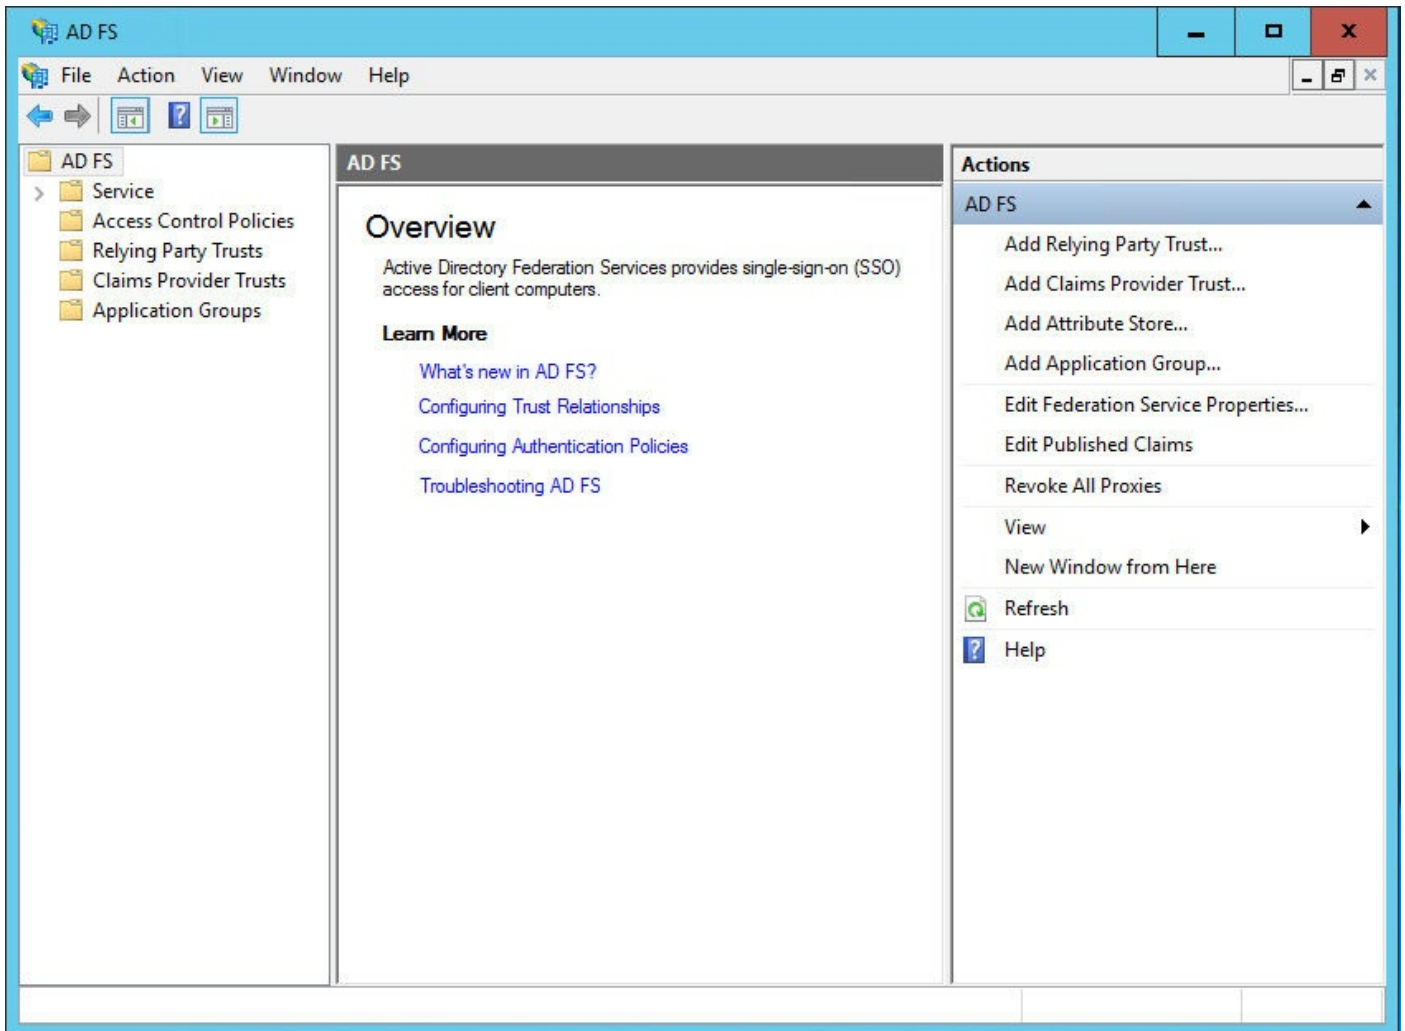 AD FS
File Action View Window Help
AD FS
Service
Access Control Policies
Relying Party Trusts
Claims Provider Trusts
Application Groups
AD FS
Overview
Active Directory Federation Services provides single-sign-on (SSO)
access for client computers.
Learn More
What's new in AD FS?
Configuring Trust Relationships
Configuring Authentication Policies
Troubleshooting AD FS
Actions
AD FS
Add Relying Party Trust...
Add Claims Provider Trust...
Add Attribute Store...
Add Application Group...
Edit Federation Service Properties...
Edit Published Claims
Revoke All Proxies
View
New Window from Here
Refresh
Help